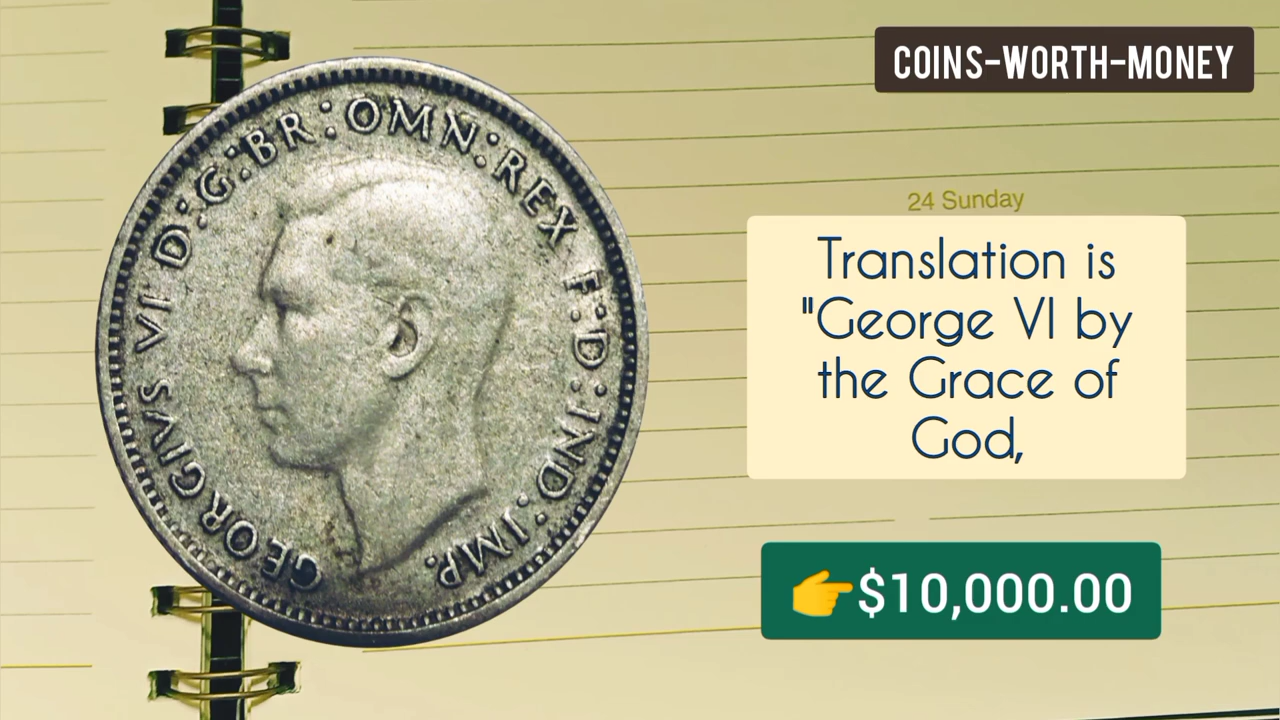 COINS-WORTH-MONEY
GEORGIVS VI D:G:BR:OMN:REX F:D:IND:IMP.
24 Sunday
Translation is
"George VI by
the Grace of
God,
👉$10,000.00